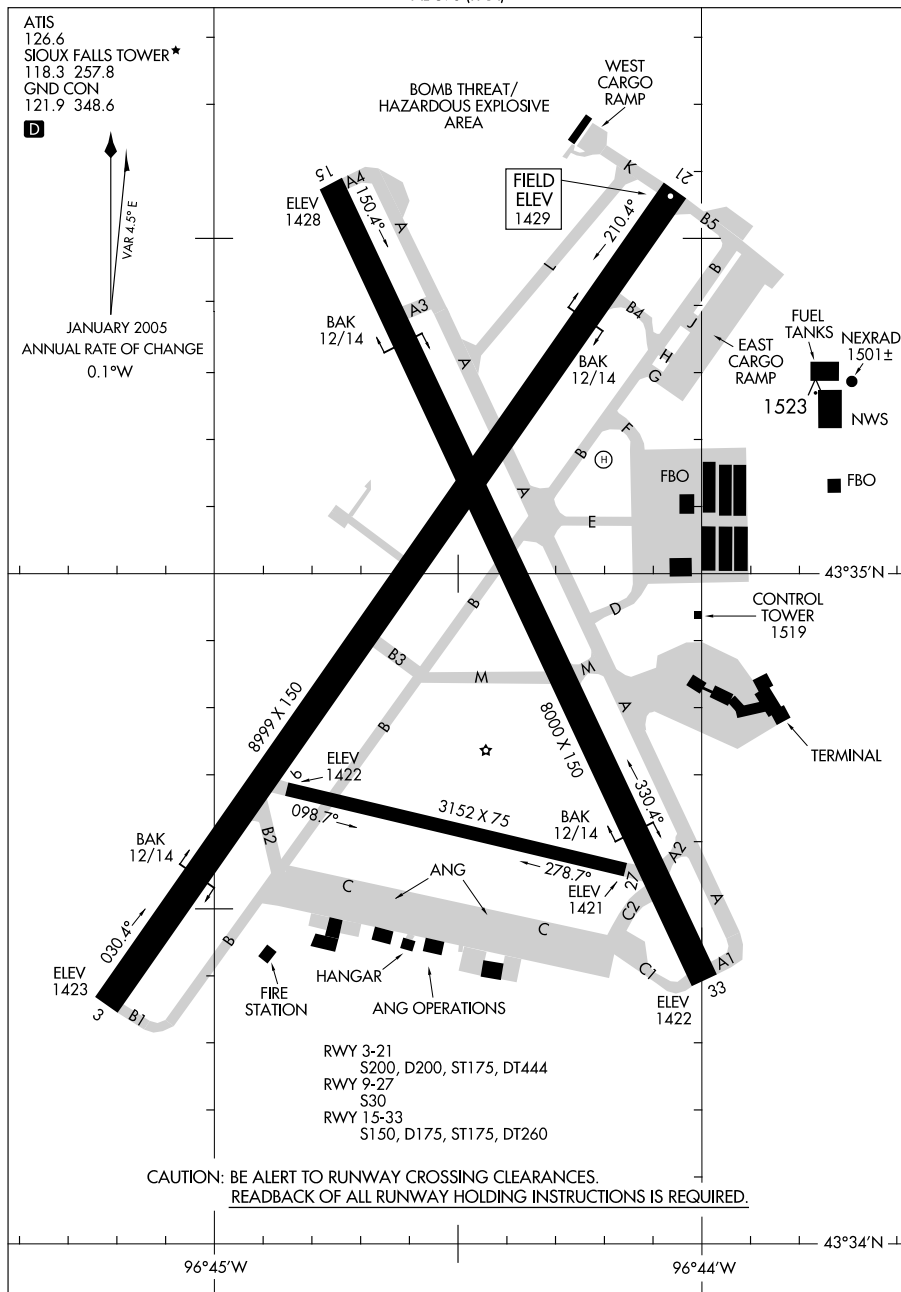 ATIS
126.6
SIOUX FALLS TOWER★
118.3 257.8
GND CON
121.9 348.6
D
VAR 4.5° E
JANUARY 2005
ANNUAL RATE OF CHANGE
0.1°W
BOMB THREAT/
HAZARDOUS EXPLOSIVE
AREA
WEST
CARGO
RAMP
FIELD
ELEV
1429
15
ELEV
1428
A4
150.4°
A
A3
BAK
12/14
A
L
K
21
210.4°
B5
B
B4
BAK
12/14
J
H
G
EAST
CARGO
RAMP
FUEL
TANKS
NEXRAD
1501±
1523
NWS
F
B
H
FBO
FBO
A
E
43°35'N
B
D
CONTROL
TOWER
1519
B3
M
M
A
8999 X 150
B
8000 X 150
TERMINAL
9
ELEV
1422
098.7°
3152 X 75
278.7°
BAK
12/14
330.4°
ELEV
1421
27
A2
A
C2
BAK
12/14
B2
C
ANG
C
030.4°
B
ELEV
1423
3
B1
FIRE
STATION
HANGAR
ANG OPERATIONS
C1
A1
33
ELEV
1422
RWY 3-21
S200, D200, ST175, DT444
RWY 9-27
S30
RWY 15-33
S150, D175, ST175, DT260
CAUTION: BE ALERT TO RUNWAY CROSSING CLEARANCES.
READBACK OF ALL RUNWAY HOLDING INSTRUCTIONS IS REQUIRED.
43°34'N
96°45'W
96°44'W